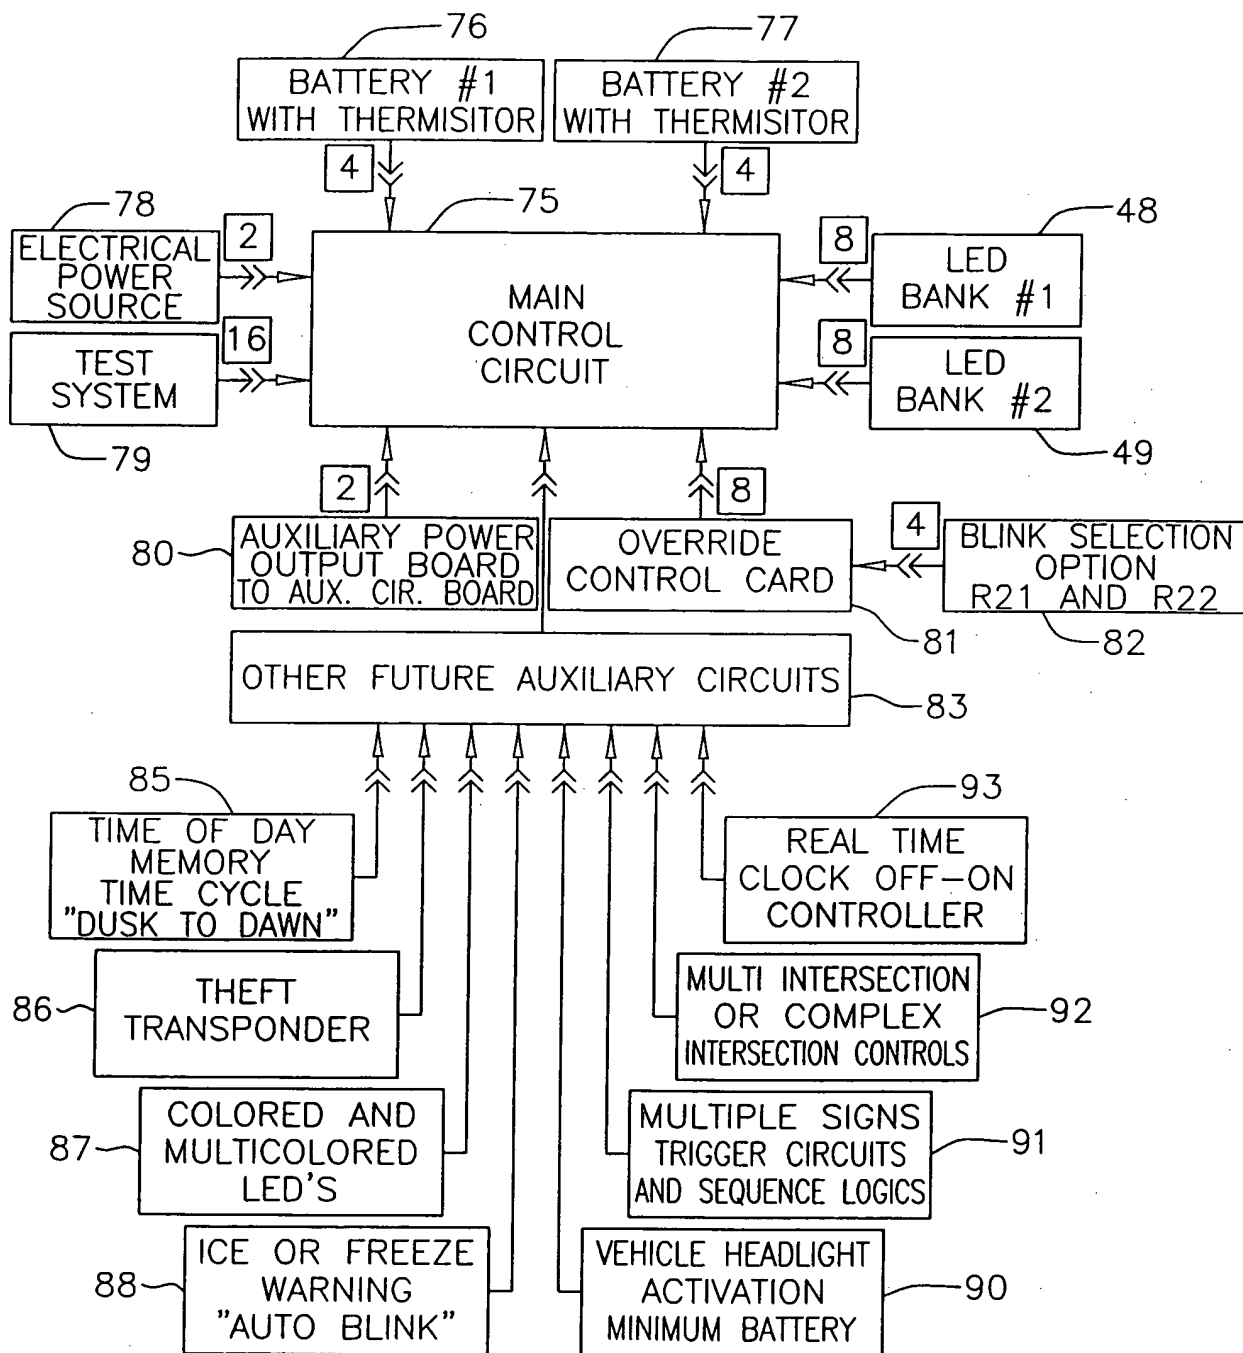 76
77
BATTERY #1
WITH THERMISITOR
BATTERY #2
WITH THERMISITOR
4
4
78
75
48
ELECTRICAL
POWER
SOURCE
2
MAIN
CONTROL
CIRCUIT
8
LED
BANK #1
TEST
SYSTEM
16
8
LED
BANK #2
79
49
2
8
80
AUXILIARY POWER
OUTPUT BOARD
TO AUX. CIR. BOARD
OVERRIDE
CONTROL CARD
4
BLINK SELECTION
OPTION
R21 AND R22
81
82
OTHER FUTURE AUXILIARY CIRCUITS
83
85
93
TIME OF DAY
MEMORY
TIME CYCLE
"DUSK TO DAWN"
REAL TIME
CLOCK OFF-ON
CONTROLLER
86
THEFT
TRANSPONDER
MULTI INTERSECTION
OR COMPLEX
INTERSECTION CONTROLS
92
87
COLORED AND
MULTICOLORED
LED'S
MULTIPLE SIGNS
TRIGGER CIRCUITS
AND SEQUENCE LOGICS
91
88
ICE OR FREEZE
WARNING
"AUTO BLINK"
VEHICLE HEADLIGHT
ACTIVATION
MINIMUM BATTERY
90